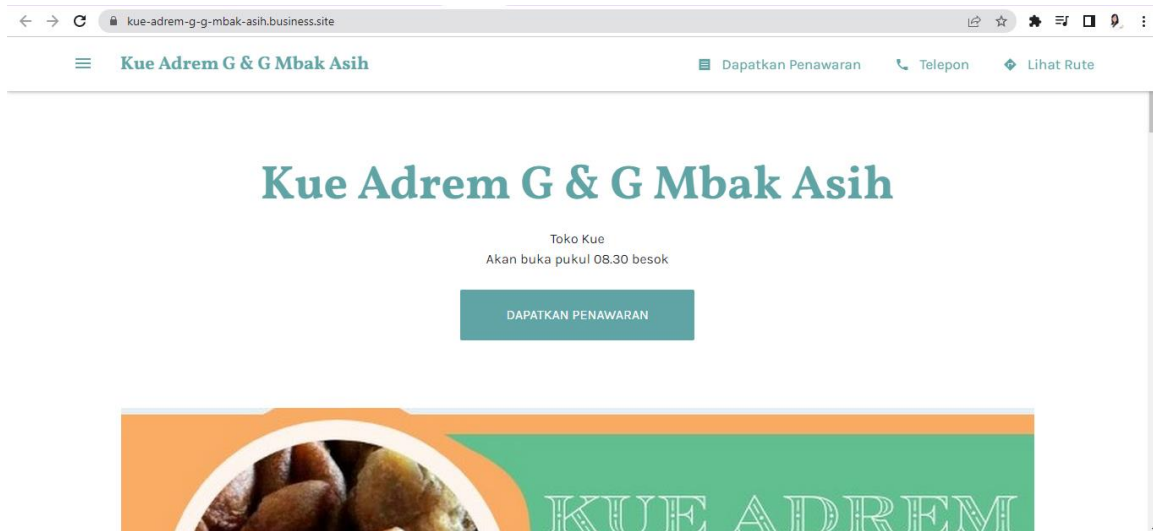 kue-adrem-g-g-mbak-asih.business.site
Kue Adrem G & G Mbak Asih
Dapatkan Penawaran
Telepon
Lihat Rute
Kue Adrem G & G Mbak Asih
Toko Kue
Akan buka pukul 08.30 besok
DAPATKAN PENAWARAN
KUE ADREM